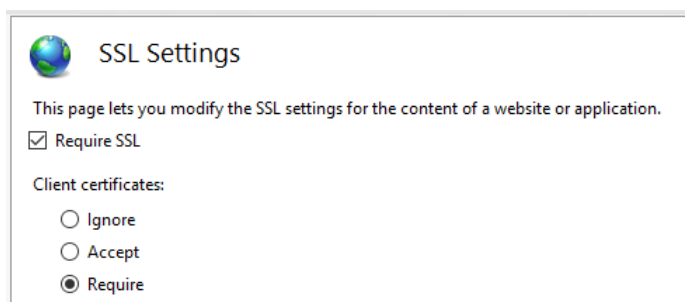 SSL Settings
This page lets you modify the SSL settings for the content of a website or application.
Require SSL
Client certificates:
Ignore
Accept
Require